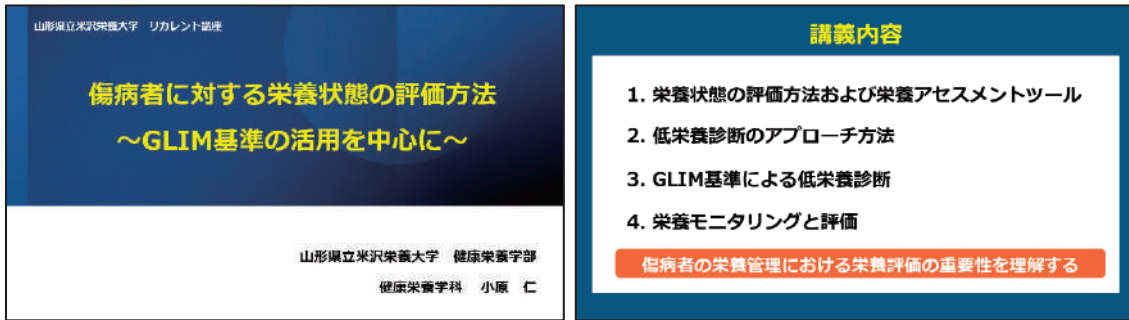 山形県立米沢栄養大学 リカレント講座
傷病者に対する栄養状態の評価方法
～GLIM基準の活用を中心に～
山形県立米沢栄養大学 健康栄養学部
健康栄養学科 小原 仁
講義内容
1. 栄養状態の評価方法および栄養アセスメントツール
2. 低栄養診断のアプローチ方法
3. GLIM基準による低栄養診断
4. 栄養モニタリングと評価
傷病者の栄養管理における栄養評価の重要性を理解する